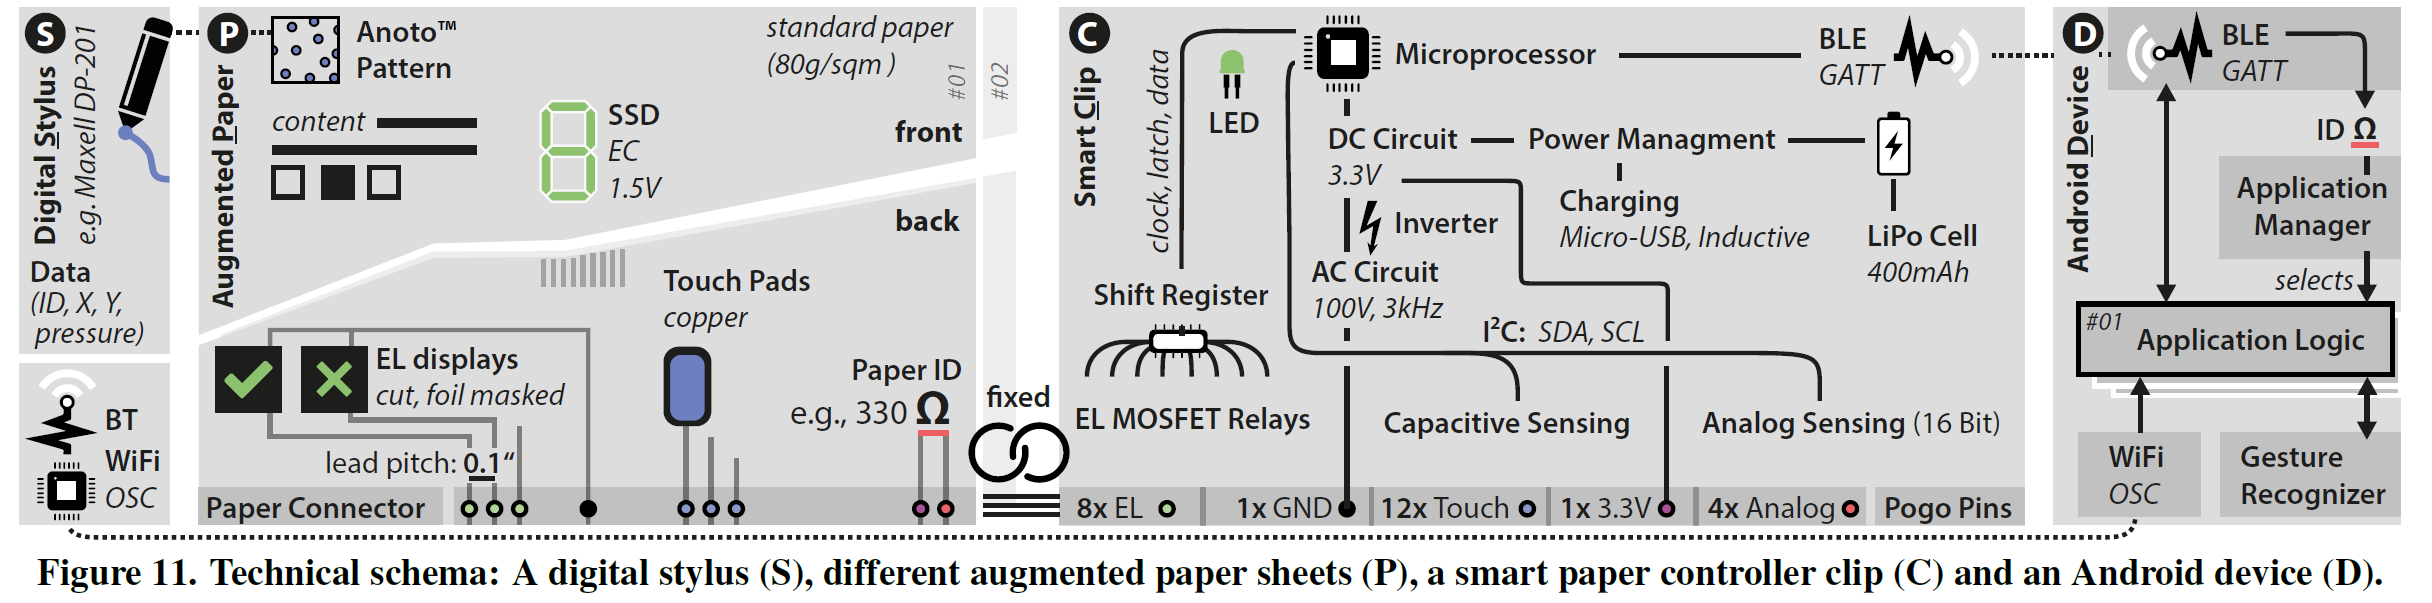 S
Digital Stylus
e.g. Maxell DP-201
Data
(ID, X, Y,
pressure)
BT
WiFi
OSC
P
Augmented Paper
Anoto™
Pattern
standard paper
(80g/sqm )
#01
#02
content
SSD
EC
1.5V
front
back
Touch Pads
copper
EL displays
cut, foil masked
Paper ID
e.g., 330 Ω
lead pitch: 0.1“
Paper Connector
fixed
C
Smart Clip
clock, latch, data
LED
Microprocessor
BLE
GATT
DC Circuit
3.3V
Power Managment
Charging
Micro-USB, Inductive
LiPo Cell
400mAh
Inverter
AC Circuit
100V, 3kHz
Shift Register
I²C: SDA, SCL
EL MOSFET Relays
Capacitive Sensing
Analog Sensing (16 Bit)
8x EL
1x GND
12x Touch
1x 3.3V
4x Analog
Pogo Pins
D
Android Device
BLE
GATT
ID Ω
Application
Manager
selects
#01
Application Logic
WiFi
OSC
Gesture
Recognizer
Figure 11. Technical schema: A digital stylus (S), different augmented paper sheets (P), a smart paper controller clip (C) and an Android device (D).